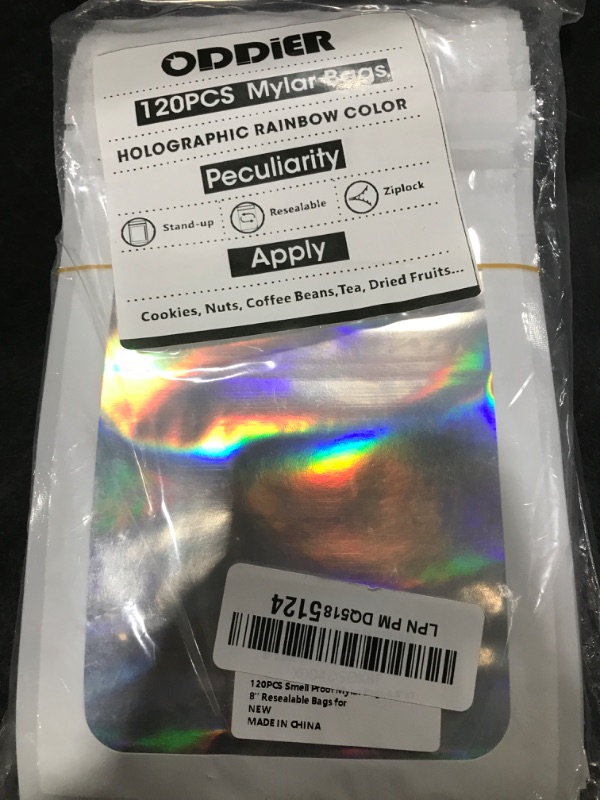 ODDIER
120PCS Mylar Bags
HOLOGRAPHIC RAINBOW COLOR
Peculiarity
Stand-up
Resealable
Ziplock
Apply
Cookies, Nuts, Coffee Beans, Tea, Dried Fruits...
LPN PM DQ5185124
120PCS Smell Proof Mylar
8" Resealable Bags for
NEW
MADE IN CHINA